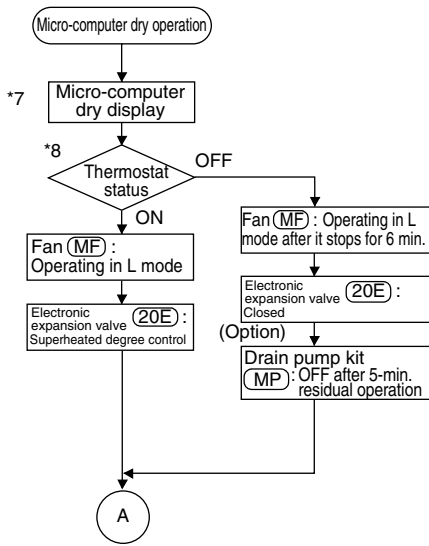 Micro-computer dry operation
*7
Micro-computer
dry display
*8
Thermostat
status
OFF
ON
Fan MF :
Operating in L mode
Electronic
expansion valve 20E :
Superheated degree control
Fan MF : Operating in L
mode after it stops for 6 min.
Electronic
expansion valve 20E :
Closed
(Option)
Drain pump kit
MP : OFF after 5-min.
residual operation
A